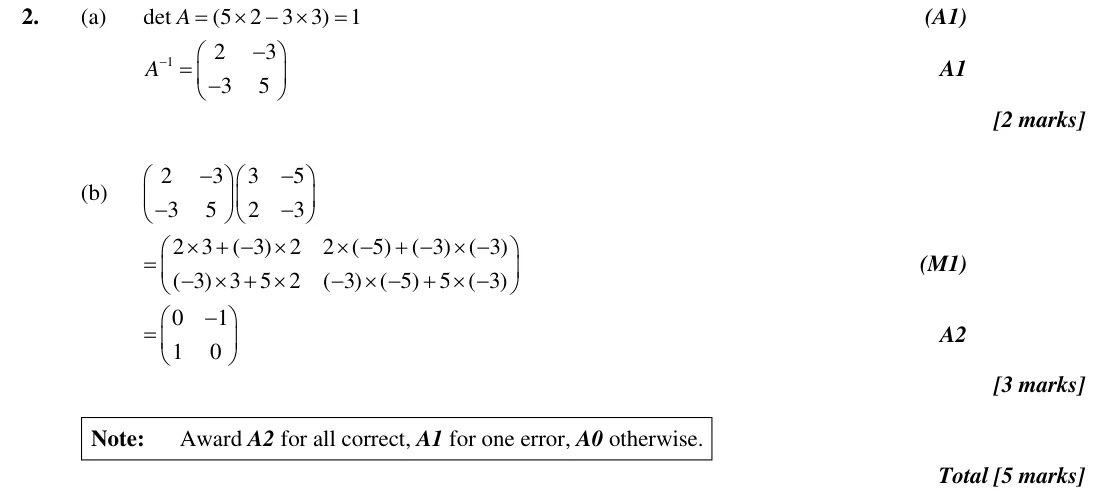 2. (a) det A = (5×2−3×3) = 1 (A1)
A⁻¹ = ( 2 −3 A1
−3 5 )
[2 marks]
(b) ( 2 −3 ) ( 3 −5 )
( −3 5 ) ( 2 −3 )
= ( 2×3+(−3)×2 2×(−5)+(−3)×(−3) ) (M1)
( (−3)×3+5×2 (−3)×(−5)+5×(−3) )
= ( 0 −1 ) A2
( 1 0 )
[3 marks]
Note: Award A2 for all correct, A1 for one error, A0 otherwise.
Total [5 marks]